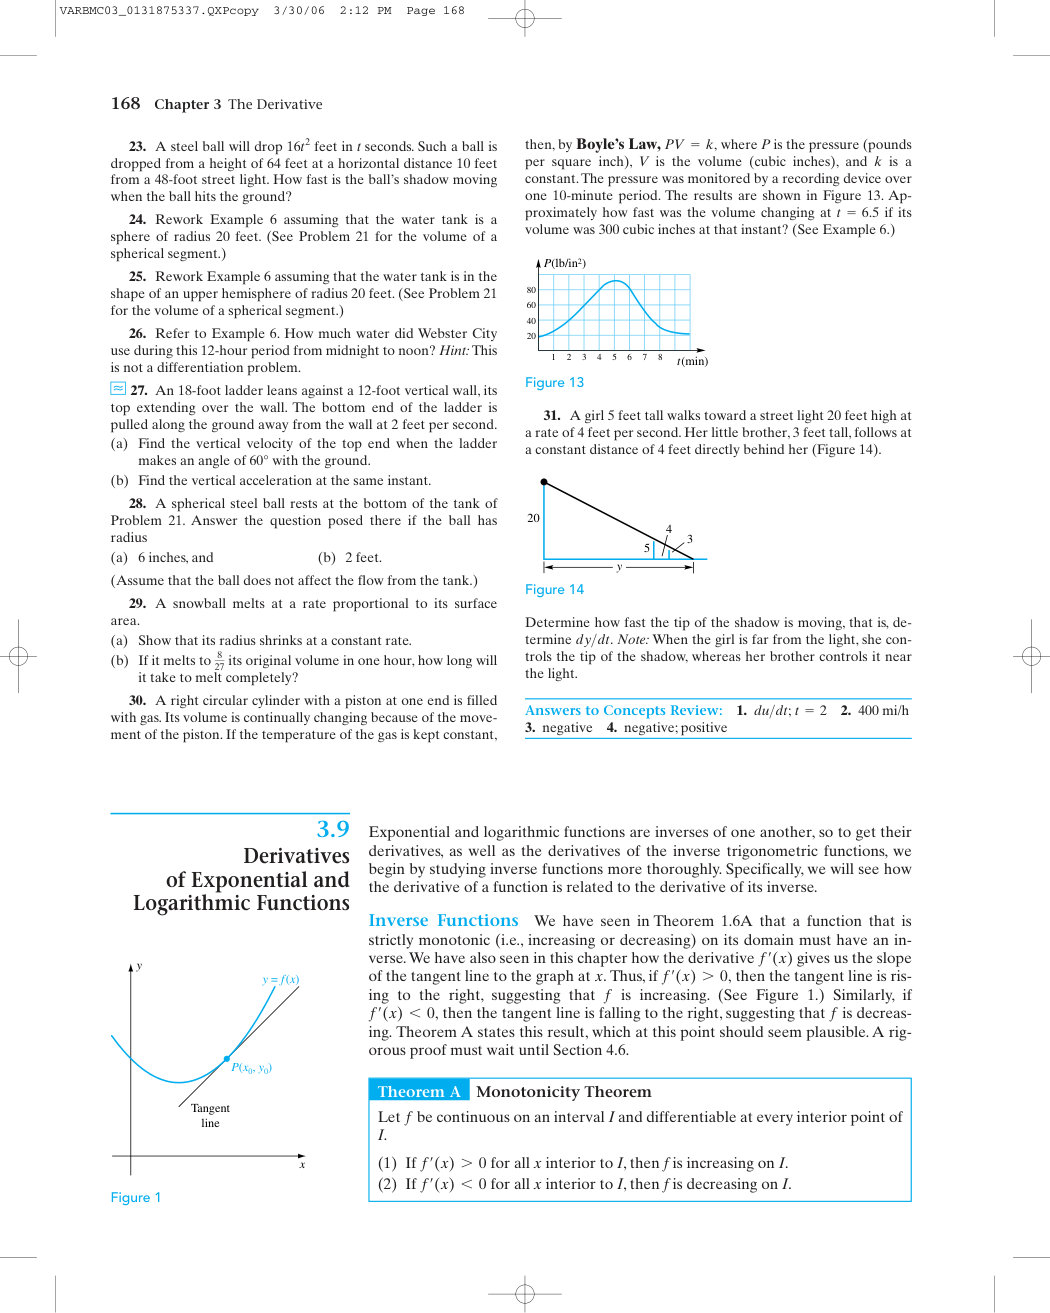 VARBMC03_0131875337.QXPcopy 3/30/06 2:12 PM Page 168
168 Chapter 3 The Derivative
23. A steel ball will drop 16t² feet in t seconds. Such a ball is
dropped from a height of 64 feet at a horizontal distance 10 feet
from a 48-foot street light. How fast is the ball's shadow moving
when the ball hits the ground?
24. Rework Example 6 assuming that the water tank is a
sphere of radius 20 feet. (See Problem 21 for the volume of a
spherical segment.)
25. Rework Example 6 assuming that the water tank is in the
shape of an upper hemisphere of radius 20 feet. (See Problem 21
for the volume of a spherical segment.)
26. Refer to Example 6. How much water did Webster City
use during this 12-hour period from midnight to noon? Hint: This
is not a differentiation problem.
≈ 27. An 18-foot ladder leans against a 12-foot vertical wall, its
top extending over the wall. The bottom end of the ladder is
pulled along the ground away from the wall at 2 feet per second.
(a) Find the vertical velocity of the top end when the ladder
makes an angle of 60° with the ground.
(b) Find the vertical acceleration at the same instant.
28. A spherical steel ball rests at the bottom of the tank of
Problem 21. Answer the question posed there if the ball has
radius
(a) 6 inches, and (b) 2 feet.
(Assume that the ball does not affect the flow from the tank.)
29. A snowball melts at a rate proportional to its surface
area.
(a) Show that its radius shrinks at a constant rate.
(b) If it melts to 8/27 its original volume in one hour, how long will
it take to melt completely?
30. A right circular cylinder with a piston at one end is filled
with gas. Its volume is continually changing because of the move-
ment of the piston. If the temperature of the gas is kept constant,
then, by Boyle's Law, PV = k, where P is the pressure (pounds
per square inch), V is the volume (cubic inches), and k is a
constant. The pressure was monitored by a recording device over
one 10-minute period. The results are shown in Figure 13. Ap-
proximately how fast was the volume changing at t = 6.5 if its
volume was 300 cubic inches at that instant? (See Example 6.)
P(lb/in²)
80
60
40
20
1 2 3 4 5 6 7 8 t(min)
Figure 13
31. A girl 5 feet tall walks toward a street light 20 feet high at
a rate of 4 feet per second. Her little brother, 3 feet tall, follows at
a constant distance of 4 feet directly behind her (Figure 14).
20
4
3
5
y
Figure 14
Determine how fast the tip of the shadow is moving, that is, de-
termine dy/dt. Note: When the girl is far from the light, she con-
trols the tip of the shadow, whereas her brother controls it near
the light.
Answers to Concepts Review: 1. du/dt; t = 2 2. 400 mi/h
3. negative 4. negative; positive
3.9
Derivatives
of Exponential and
Logarithmic Functions
y
y = f(x)
P(x₀, y₀)
Tangent
line
x
Figure 1
Exponential and logarithmic functions are inverses of one another, so to get their
derivatives, as well as the derivatives of the inverse trigonometric functions, we
begin by studying inverse functions more thoroughly. Specifically, we will see how
the derivative of a function is related to the derivative of its inverse.
Inverse Functions We have seen in Theorem 1.6A that a function that is
strictly monotonic (i.e., increasing or decreasing) on its domain must have an in-
verse. We have also seen in this chapter how the derivative f′(x) gives us the slope
of the tangent line to the graph at x. Thus, if f′(x) > 0, then the tangent line is ris-
ing to the right, suggesting that f is increasing. (See Figure 1.) Similarly, if
f′(x) < 0, then the tangent line is falling to the right, suggesting that f is decreas-
ing. Theorem A states this result, which at this point should seem plausible. A rig-
orous proof must wait until Section 4.6.
Theorem A Monotonicity Theorem
Let f be continuous on an interval I and differentiable at every interior point of
I.
(1) If f′(x) > 0 for all x interior to I, then f is increasing on I.
(2) If f′(x) < 0 for all x interior to I, then f is decreasing on I.